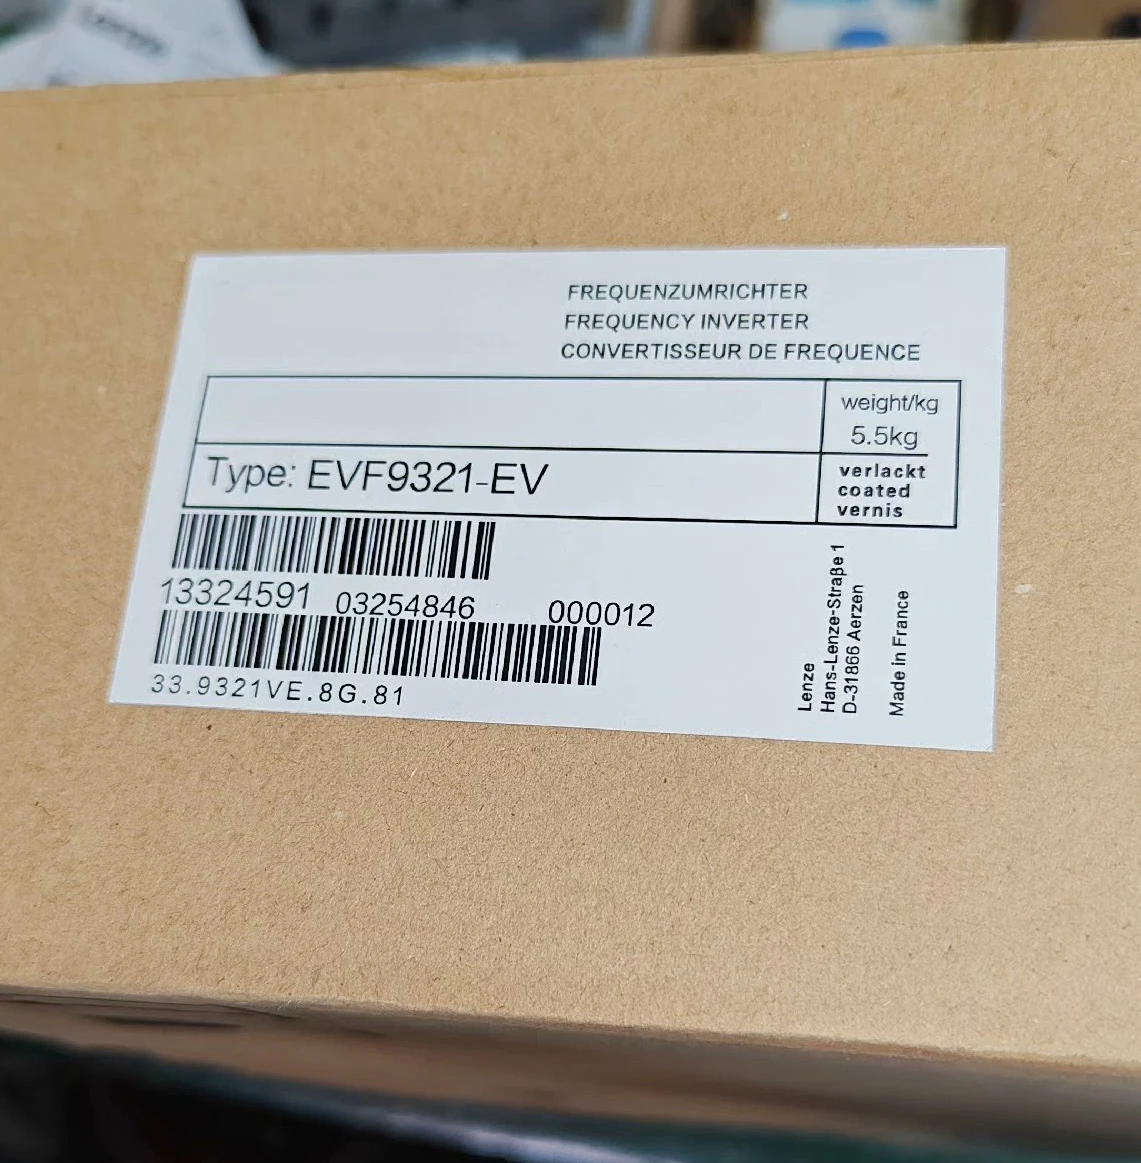 FREQUENZUMRICHTER
FREQUENCY INVERTER
CONVERTISSEUR DE FREQUENCE
weight/kg
5.5kg
Type: EVF9321-EV
verlackt
coated
vernis
13324591 03254846 000012
33.9321VE.8G.81
Lenze
Hans-Lenze-Straße 1
D-31866 Aerzen
Made in France